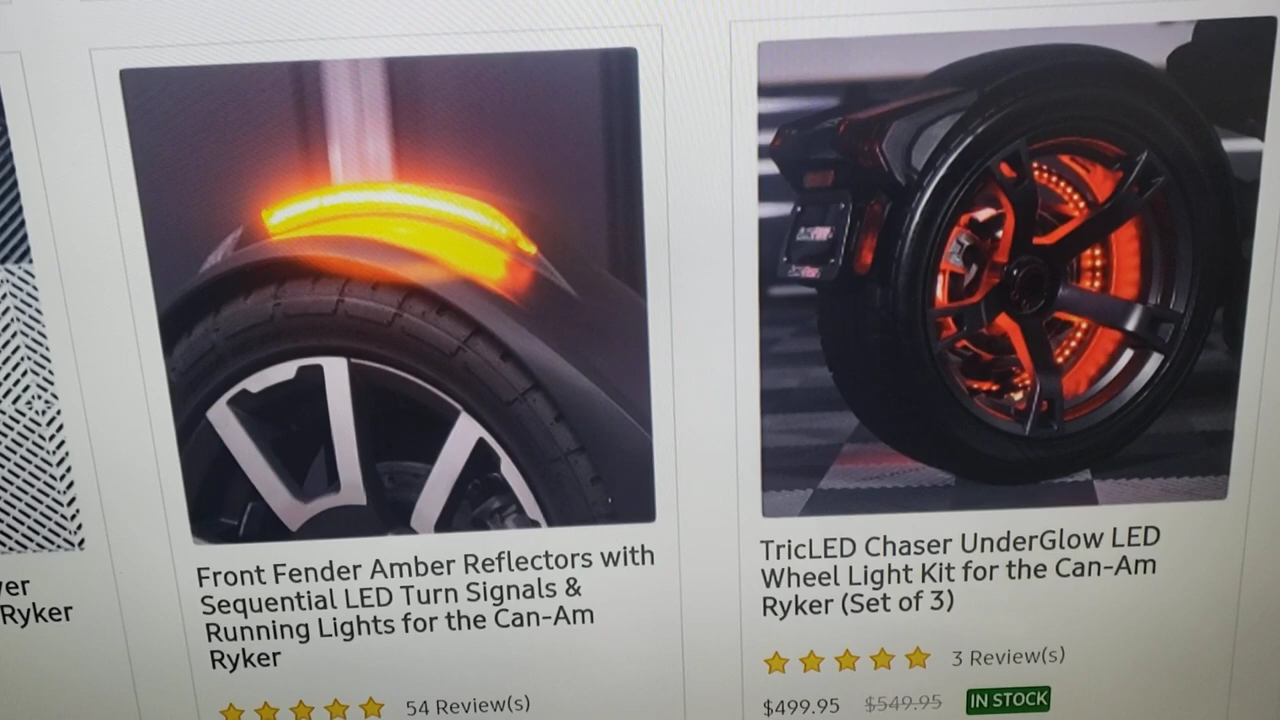 yer
Ryker
Front Fender Amber Reflectors with
Sequential LED Turn Signals &
Running Lights for the Can-Am
Ryker
54 Review(s)
TricLED Chaser UnderGlow LED
Wheel Light Kit for the Can-Am
Ryker (Set of 3)
3 Review(s)
$499.95 $549.95 IN STOCK